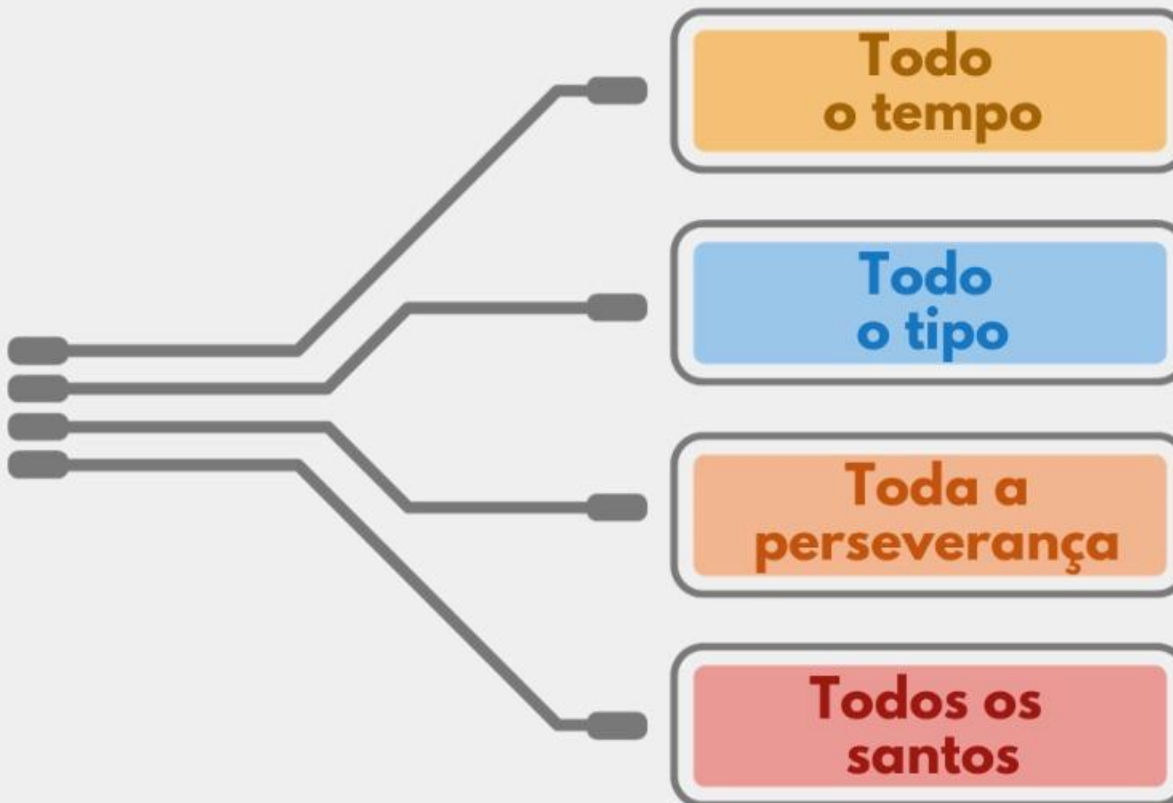 Todo
o tempo
Todo
o tipo
Toda a
perseverança
Todos os
santos